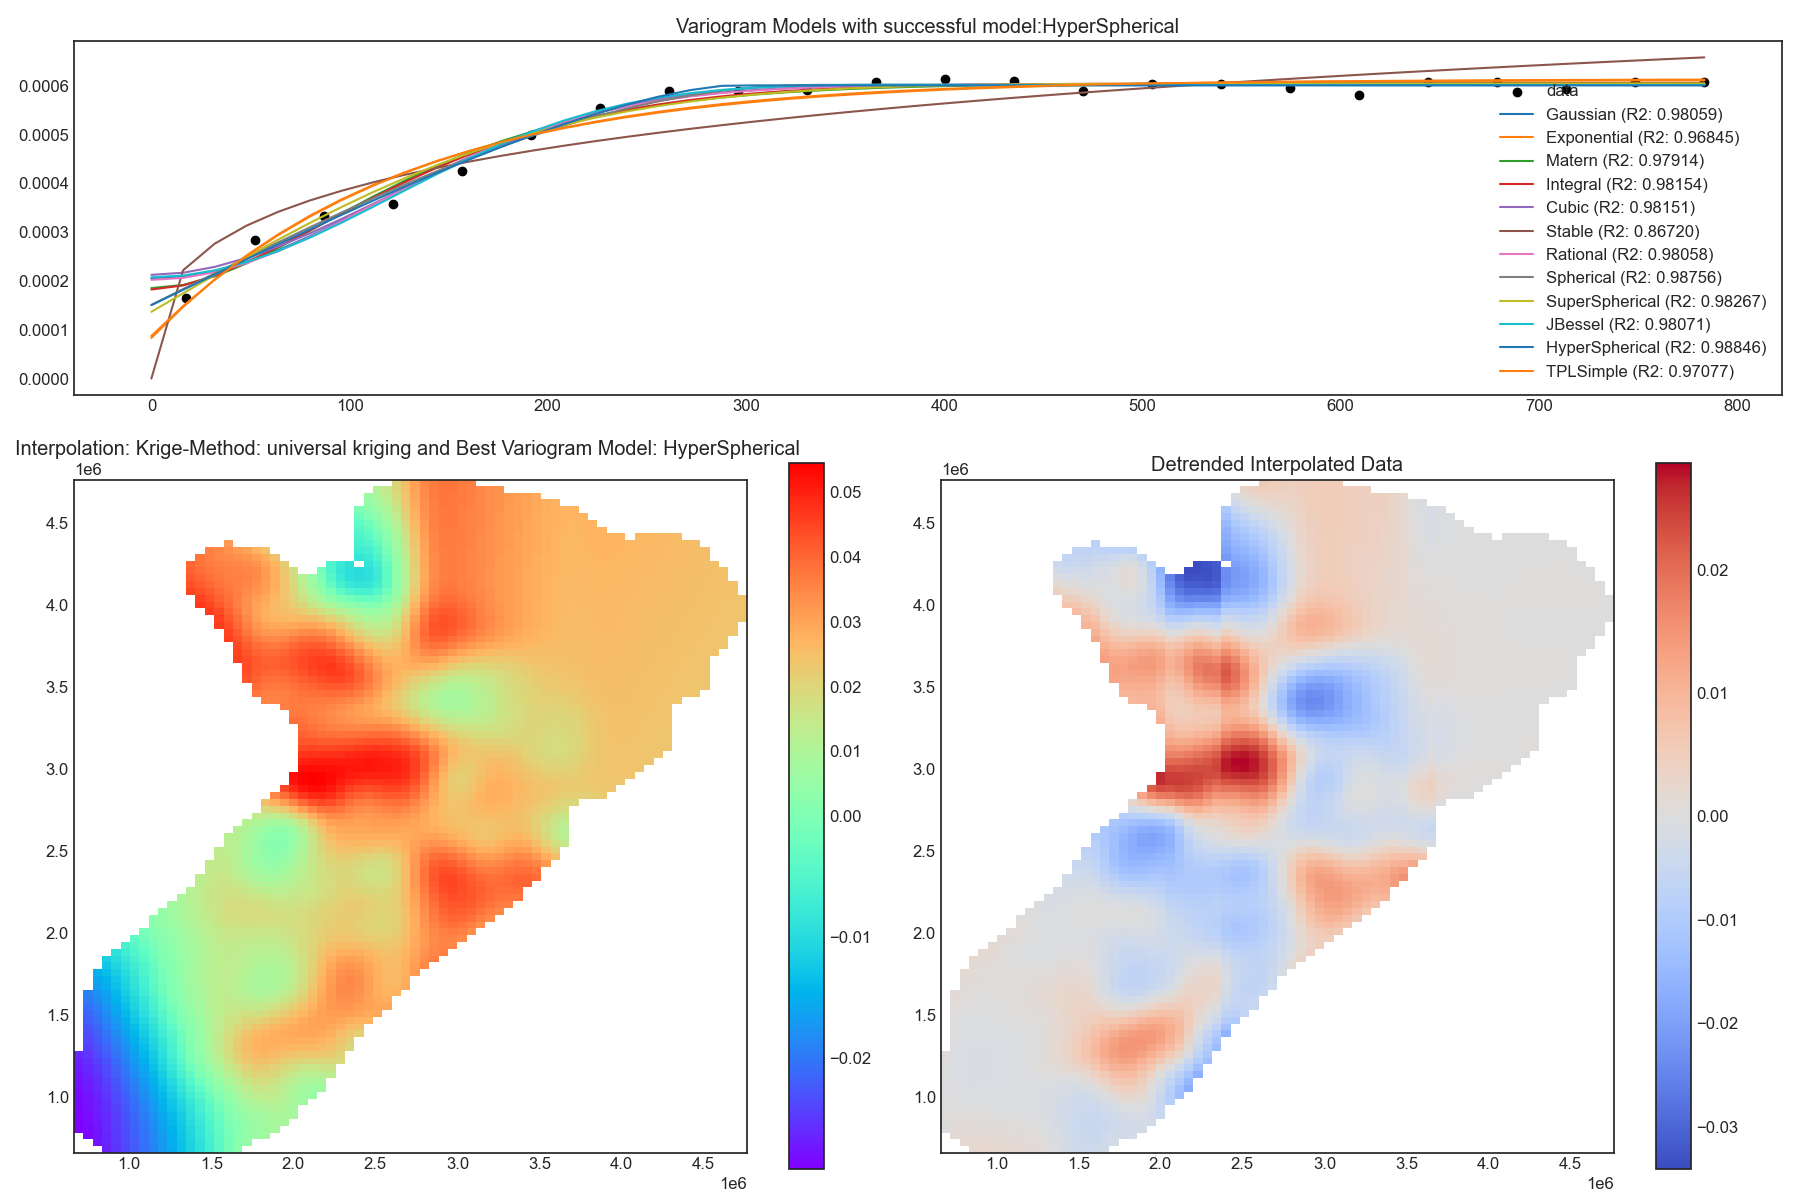 Variogram Models with successful model:HyperSpherical
0.0006
0.0005
0.0004
0.0003
0.0002
0.0001
0.0000
data
Gaussian (R2: 0.98059)
Exponential (R2: 0.96845)
Matern (R2: 0.97914)
Integral (R2: 0.98154)
Cubic (R2: 0.98151)
Stable (R2: 0.86720)
Rational (R2: 0.98058)
Spherical (R2: 0.98756)
SuperSpherical (R2: 0.98267)
JBessel (R2: 0.98071)
HyperSpherical (R2: 0.98846)
TPLSimple (R2: 0.97077)
0 100 200 300 400 500 600 700 800
Interpolation: Krige-Method: universal kriging and Best Variogram Model: HyperSpherical
1e6
4.5
4.0
3.5
3.0
2.5
2.0
1.5
1.0
1.0 1.5 2.0 2.5 3.0 3.5 4.0 4.5
1e6
0.05
0.04
0.03
0.02
0.01
0.00
−0.01
−0.02
Detrended Interpolated Data
1e6
4.5
4.0
3.5
3.0
2.5
2.0
1.5
1.0
1.0 1.5 2.0 2.5 3.0 3.5 4.0 4.5
1e6
0.02
0.01
0.00
−0.01
−0.02
−0.03